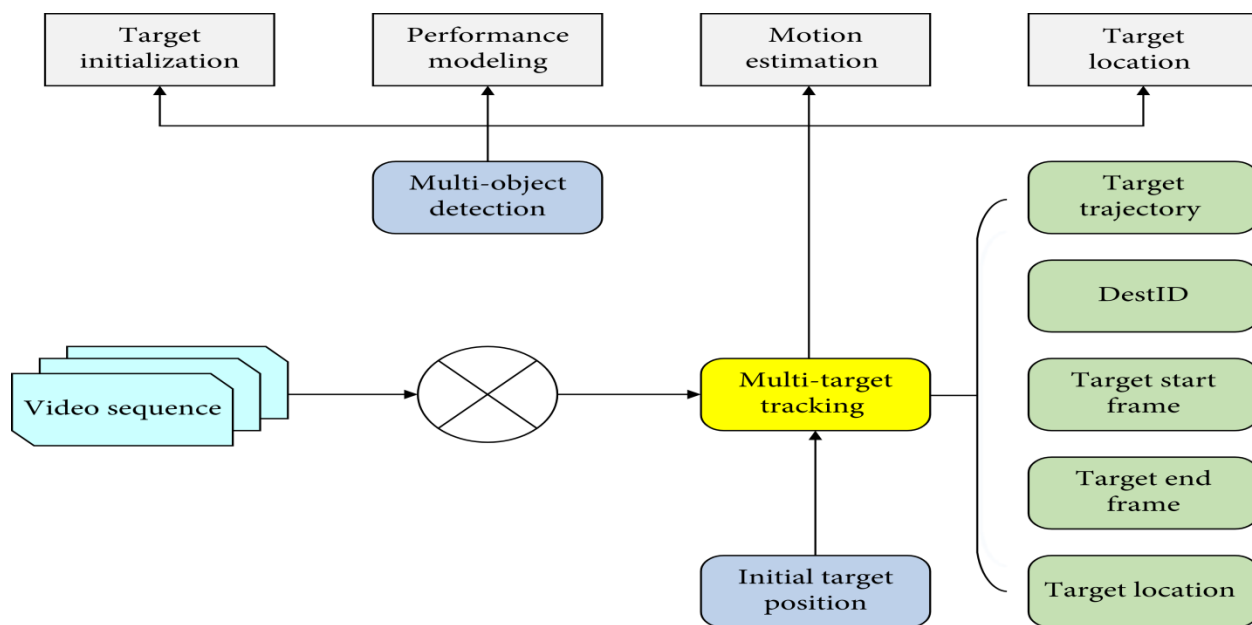 Target
initialization
Performance
modeling
Motion
estimation
Target
location
Multi-object
detection
Target
trajectory
DestID
Video sequence
Multi-target
tracking
Target start
frame
Target end
frame
Initial target
position
Target location